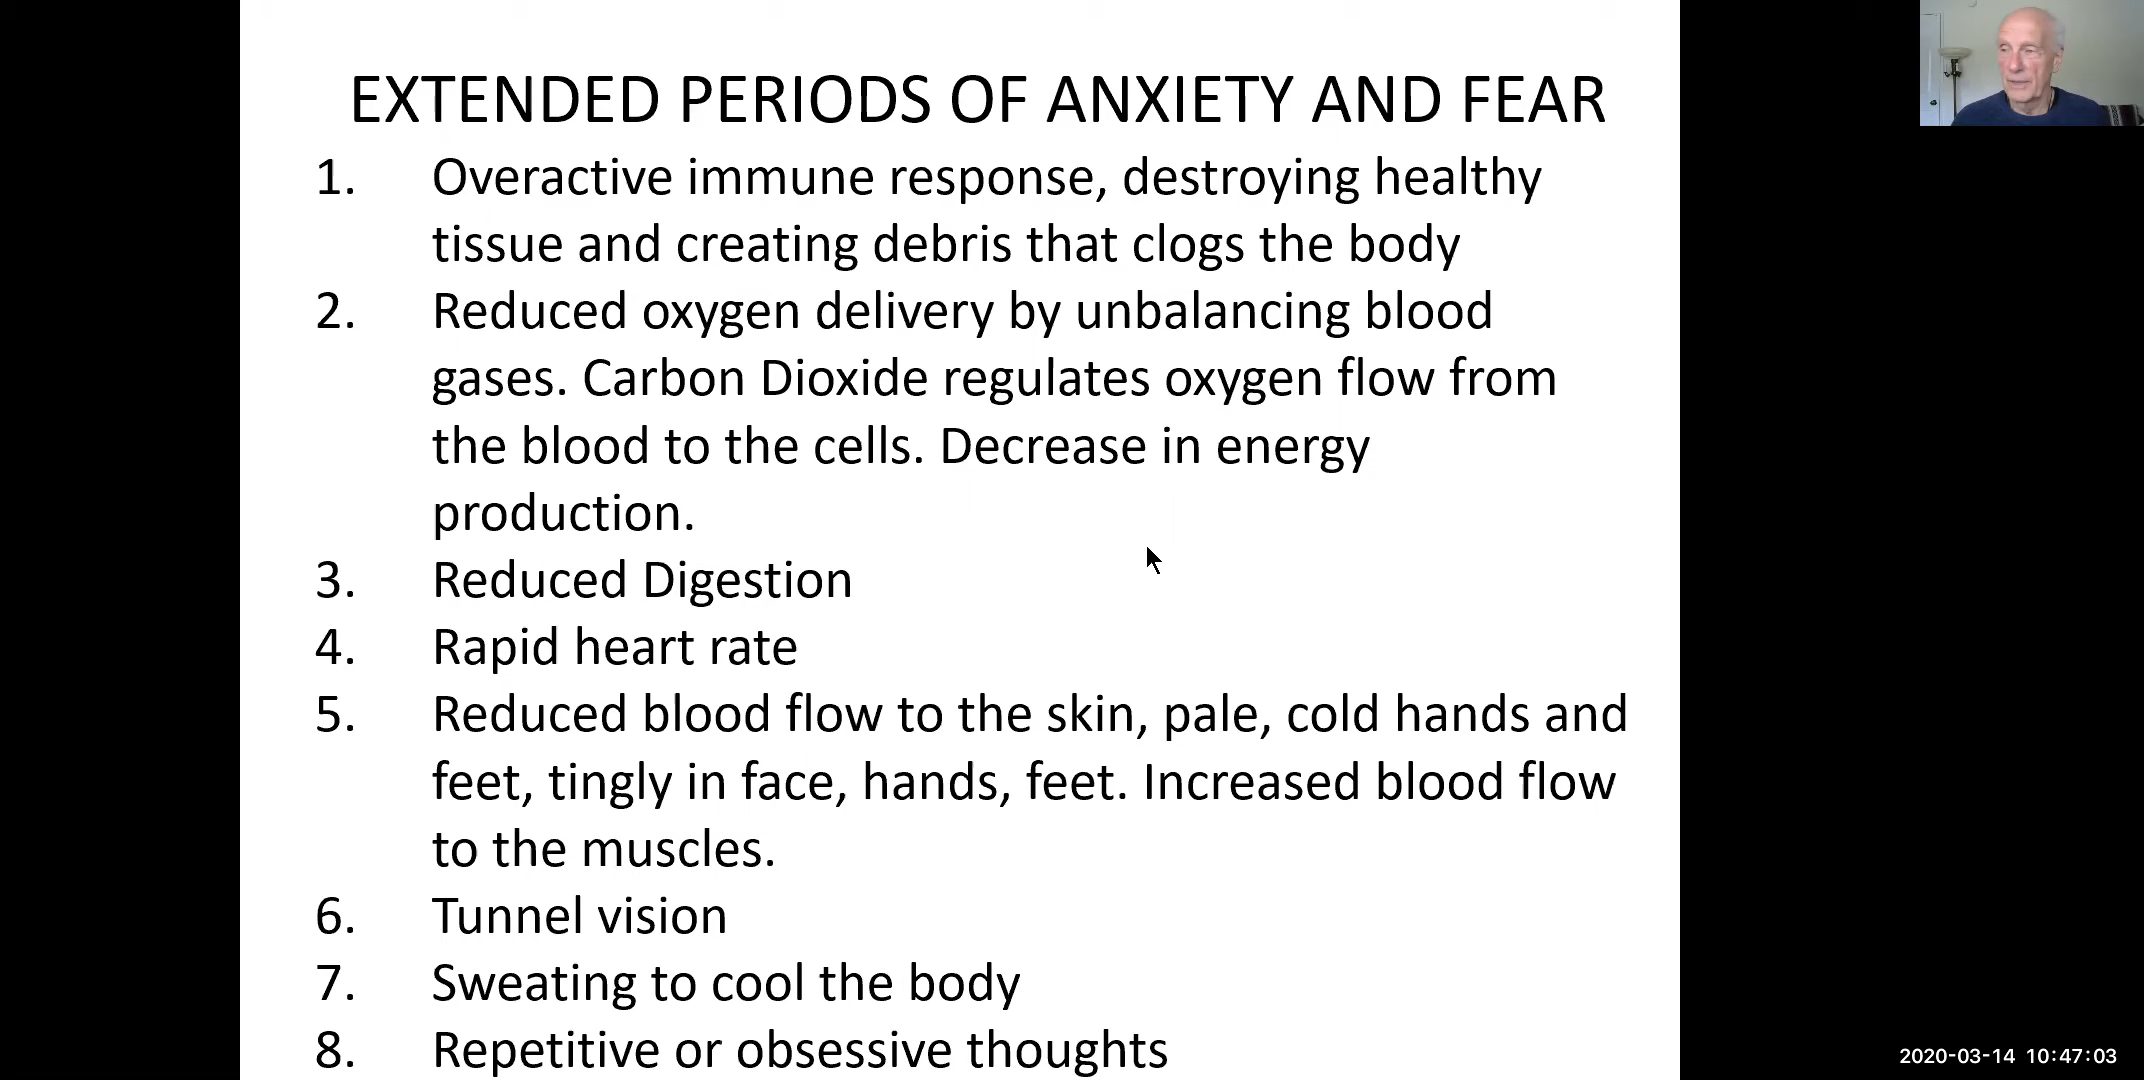 EXTENDED PERIODS OF ANXIETY AND FEAR
1. Overactive immune response, destroying healthy
tissue and creating debris that clogs the body
2. Reduced oxygen delivery by unbalancing blood
gases. Carbon Dioxide regulates oxygen flow from
the blood to the cells. Decrease in energy
production.
3. Reduced Digestion
4. Rapid heart rate
5. Reduced blood flow to the skin, pale, cold hands and
feet, tingly in face, hands, feet. Increased blood flow
to the muscles.
6. Tunnel vision
7. Sweating to cool the body
8. Repetitive or obsessive thoughts
2020-03-14 10:47:03